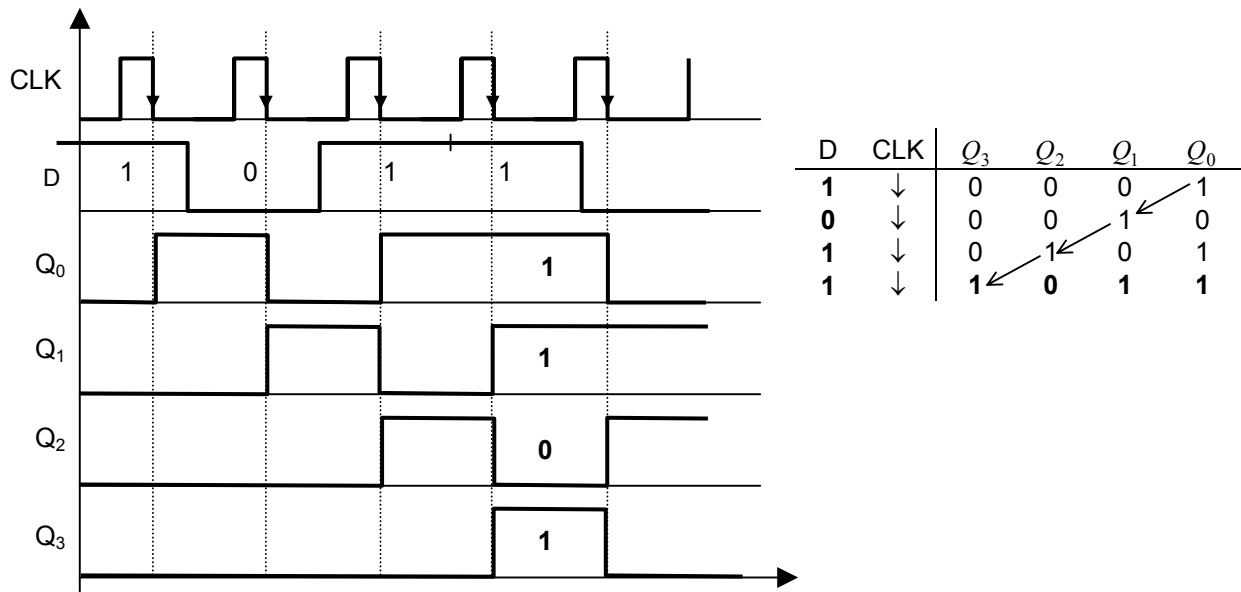 CLK
D 1 0 1 1
Q₀ 1
Q₁ 1
Q₂ 0
Q₃ 1
D CLK Q₃ Q₂ Q₁ Q₀
1 ↓ 0 0 0 1
0 ↓ 0 0 1 0
1 ↓ 0 1 0 1
1 ↓ 1 0 1 1